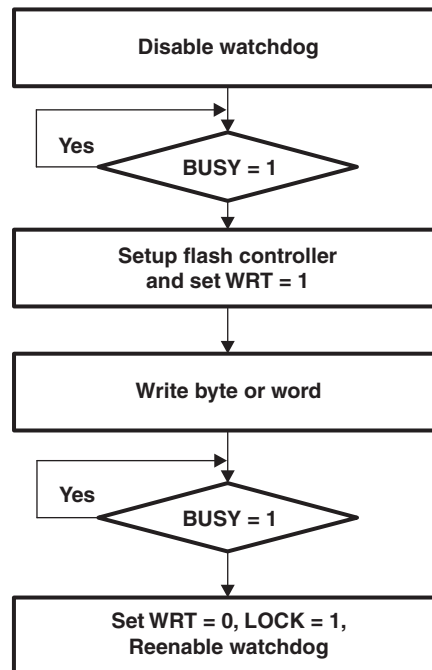 Disable watchdog
Yes
BUSY = 1
Setup flash controller
and set WRT = 1
Write byte or word
Yes
BUSY = 1
Set WRT = 0, LOCK = 1,
Reenable watchdog